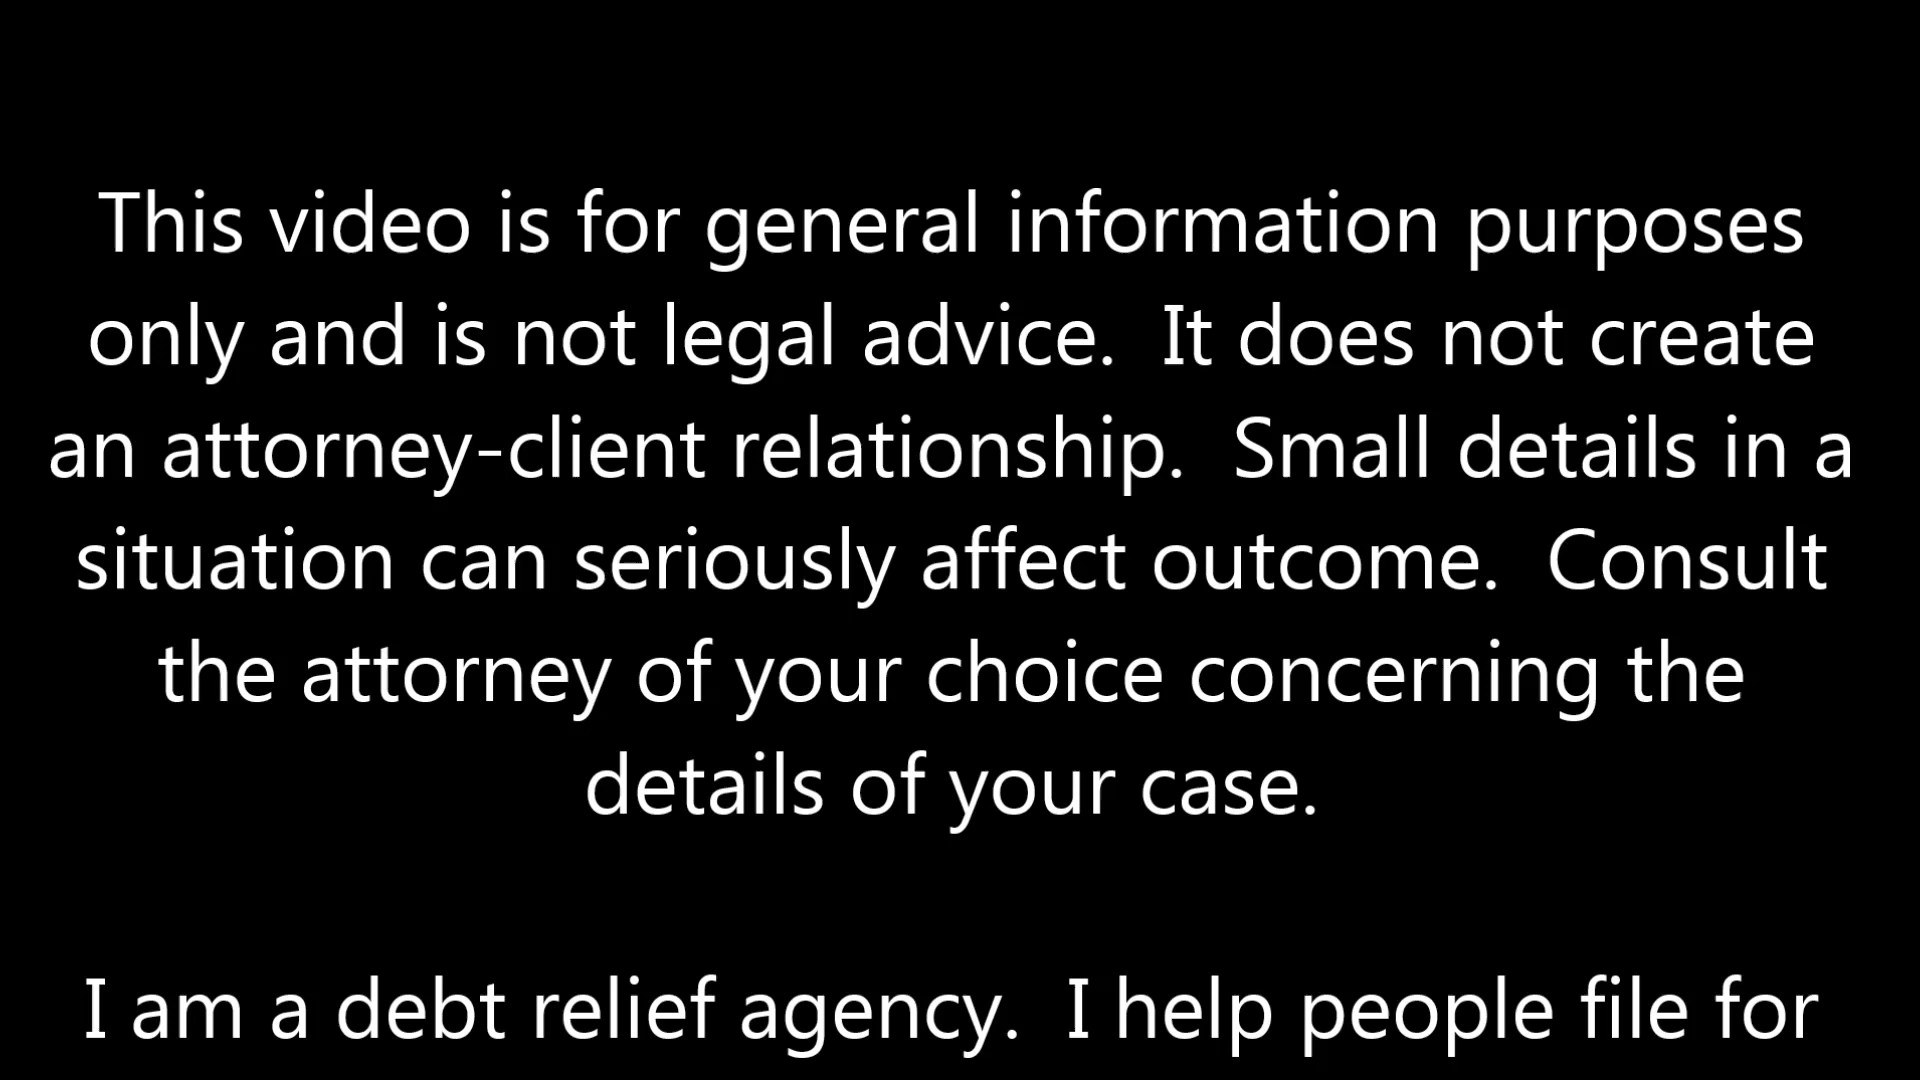 This video is for general information purposes
only and is not legal advice.  It does not create
an attorney-client relationship.  Small details in a
situation can seriously affect outcome.  Consult
the attorney of your choice concerning the
details of your case.
I am a debt relief agency.  I help people file for